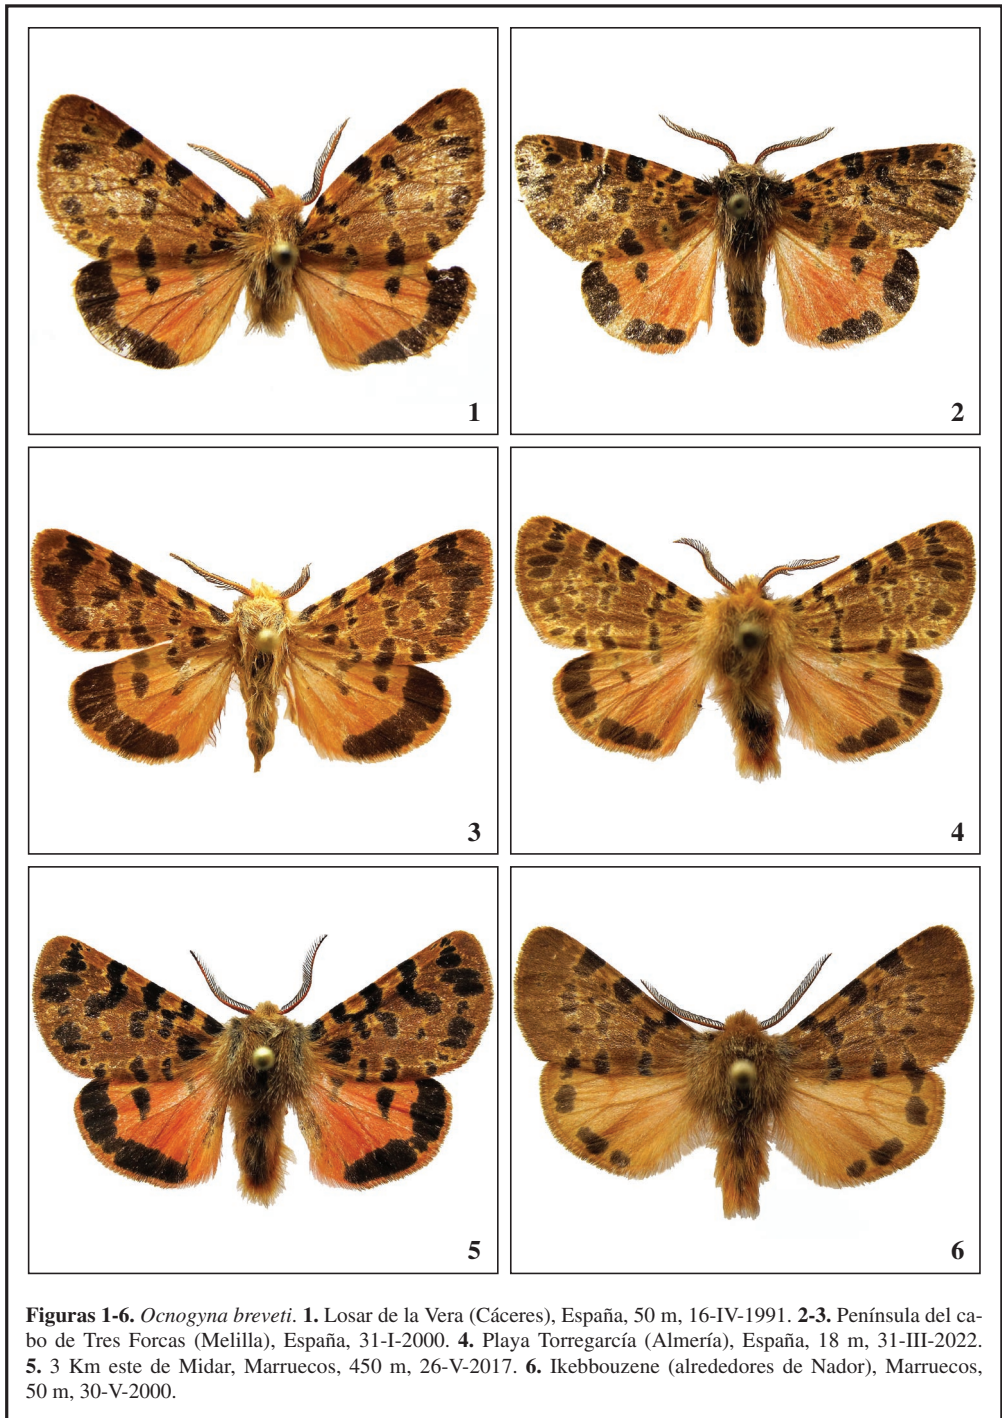 1
2
3
4
5
6
Figuras 1-6. Ocnogyna breveti. 1. Losar de la Vera (Cáceres), España, 50 m, 16-IV-1991. 2-3. Península del ca-
bo de Tres Forcas (Melilla), España, 31-I-2000. 4. Playa Torregarcía (Almería), España, 18 m, 31-III-2022.
5. 3 Km este de Midar, Marruecos, 450 m, 26-V-2017. 6. Ikebbouzene (alrededores de Nador), Marruecos,
50 m, 30-V-2000.